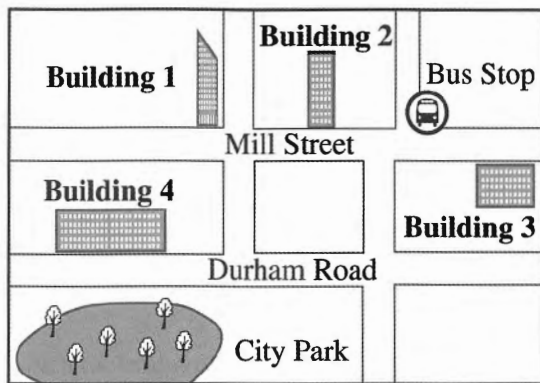 Building 1
Building 2
Bus Stop
Mill Street
Building 4
Building 3
Durham Road
City Park